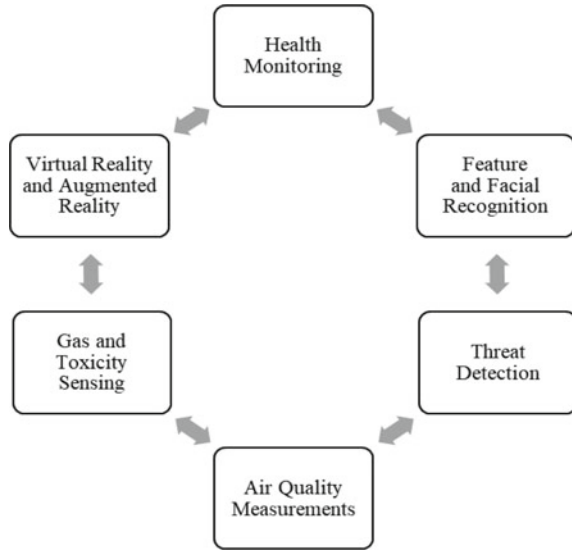 Health
Monitoring
Virtual Reality
and Augmented
Reality
Feature
and Facial
Recognition
Gas and
Toxicity
Sensing
Threat
Detection
Air Quality
Measurements